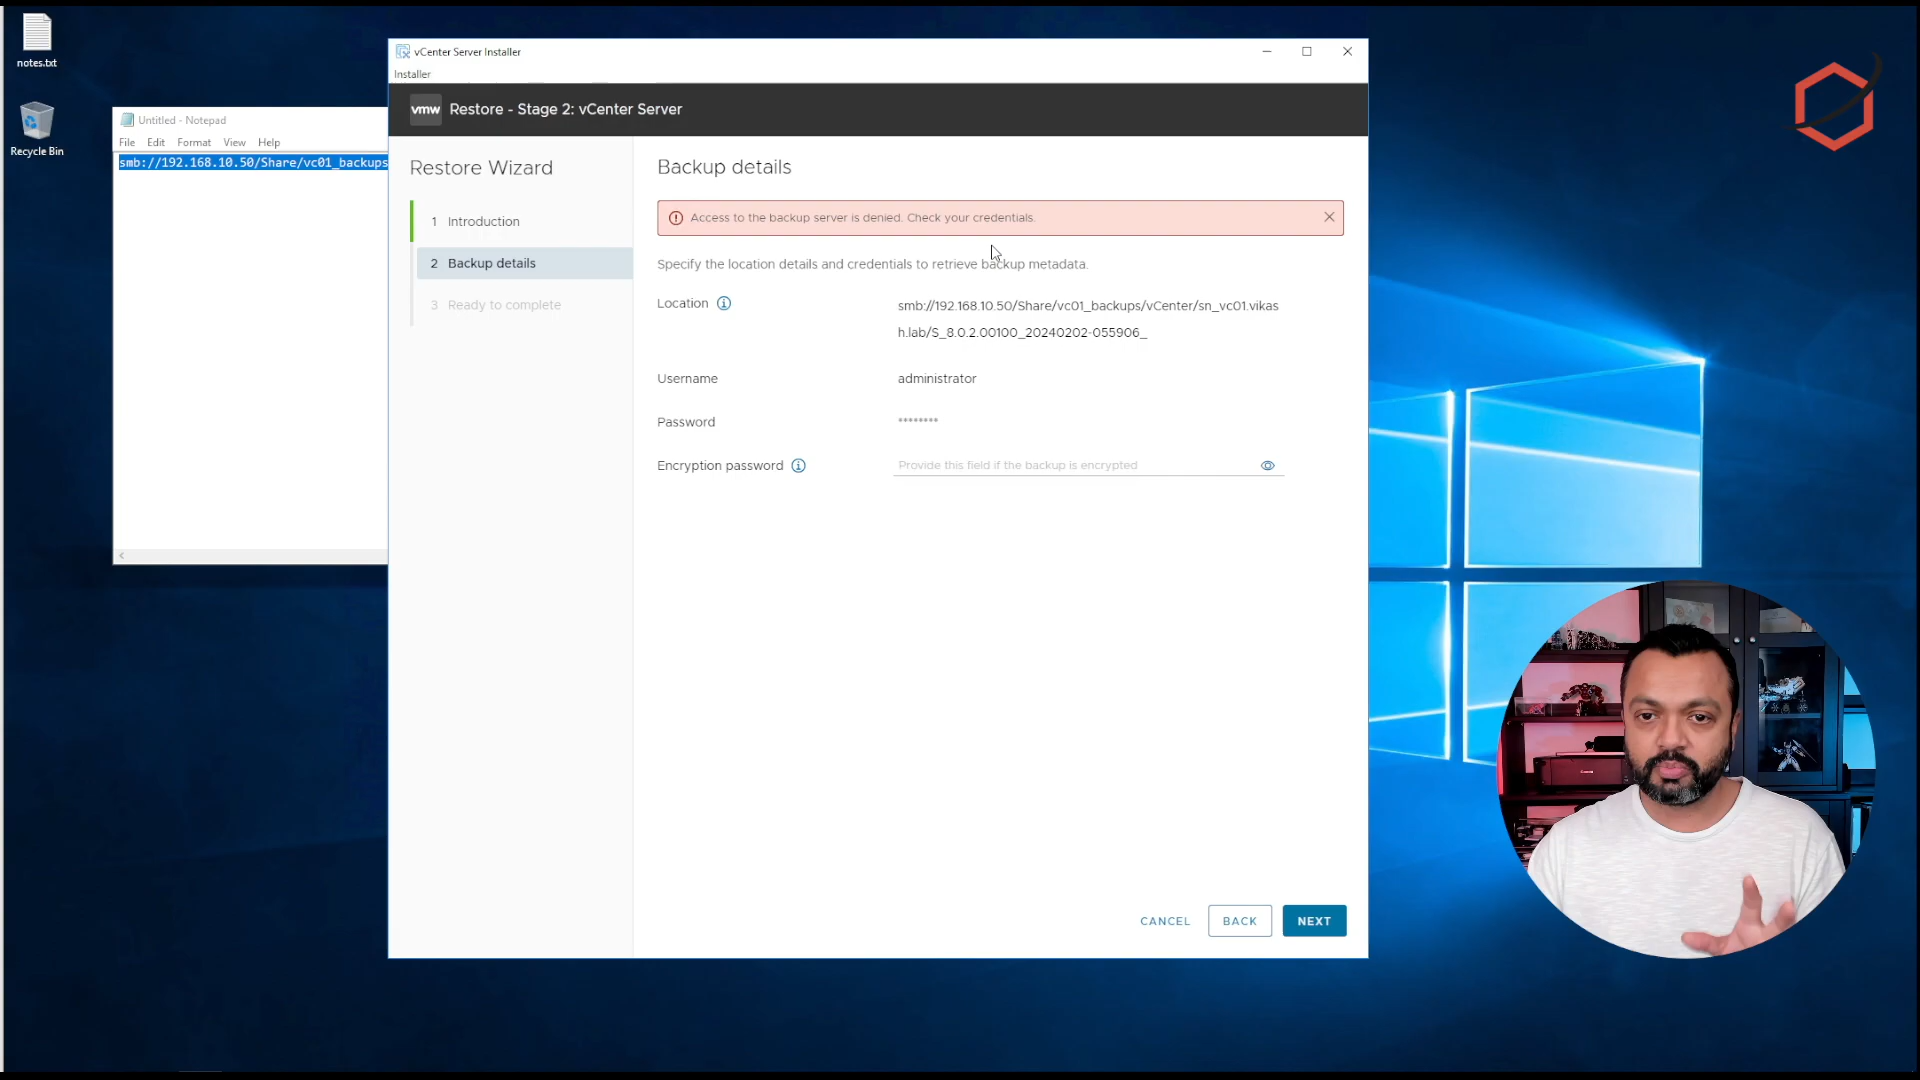 notes.txt
Recycle Bin
Untitled - Notepad
File Edit Format View Help
smb://192.168.10.50/Share/vc01_backups
vCenter Server Installer
Installer
vmw Restore - Stage 2: vCenter Server
Restore Wizard
1 Introduction
2 Backup details
3 Ready to complete
Backup details
Access to the backup server is denied. Check your credentials.
Specify the location details and credentials to retrieve backup metadata.
Location
smb://192.168.10.50/Share/vc01_backups/vCenter/sn_vc01.vikas
h.lab/S_8.0.2.00100_20240202-055906_
Username administrator
Password ********
Encryption password Provide this field if the backup is encrypted
CANCEL BACK NEXT